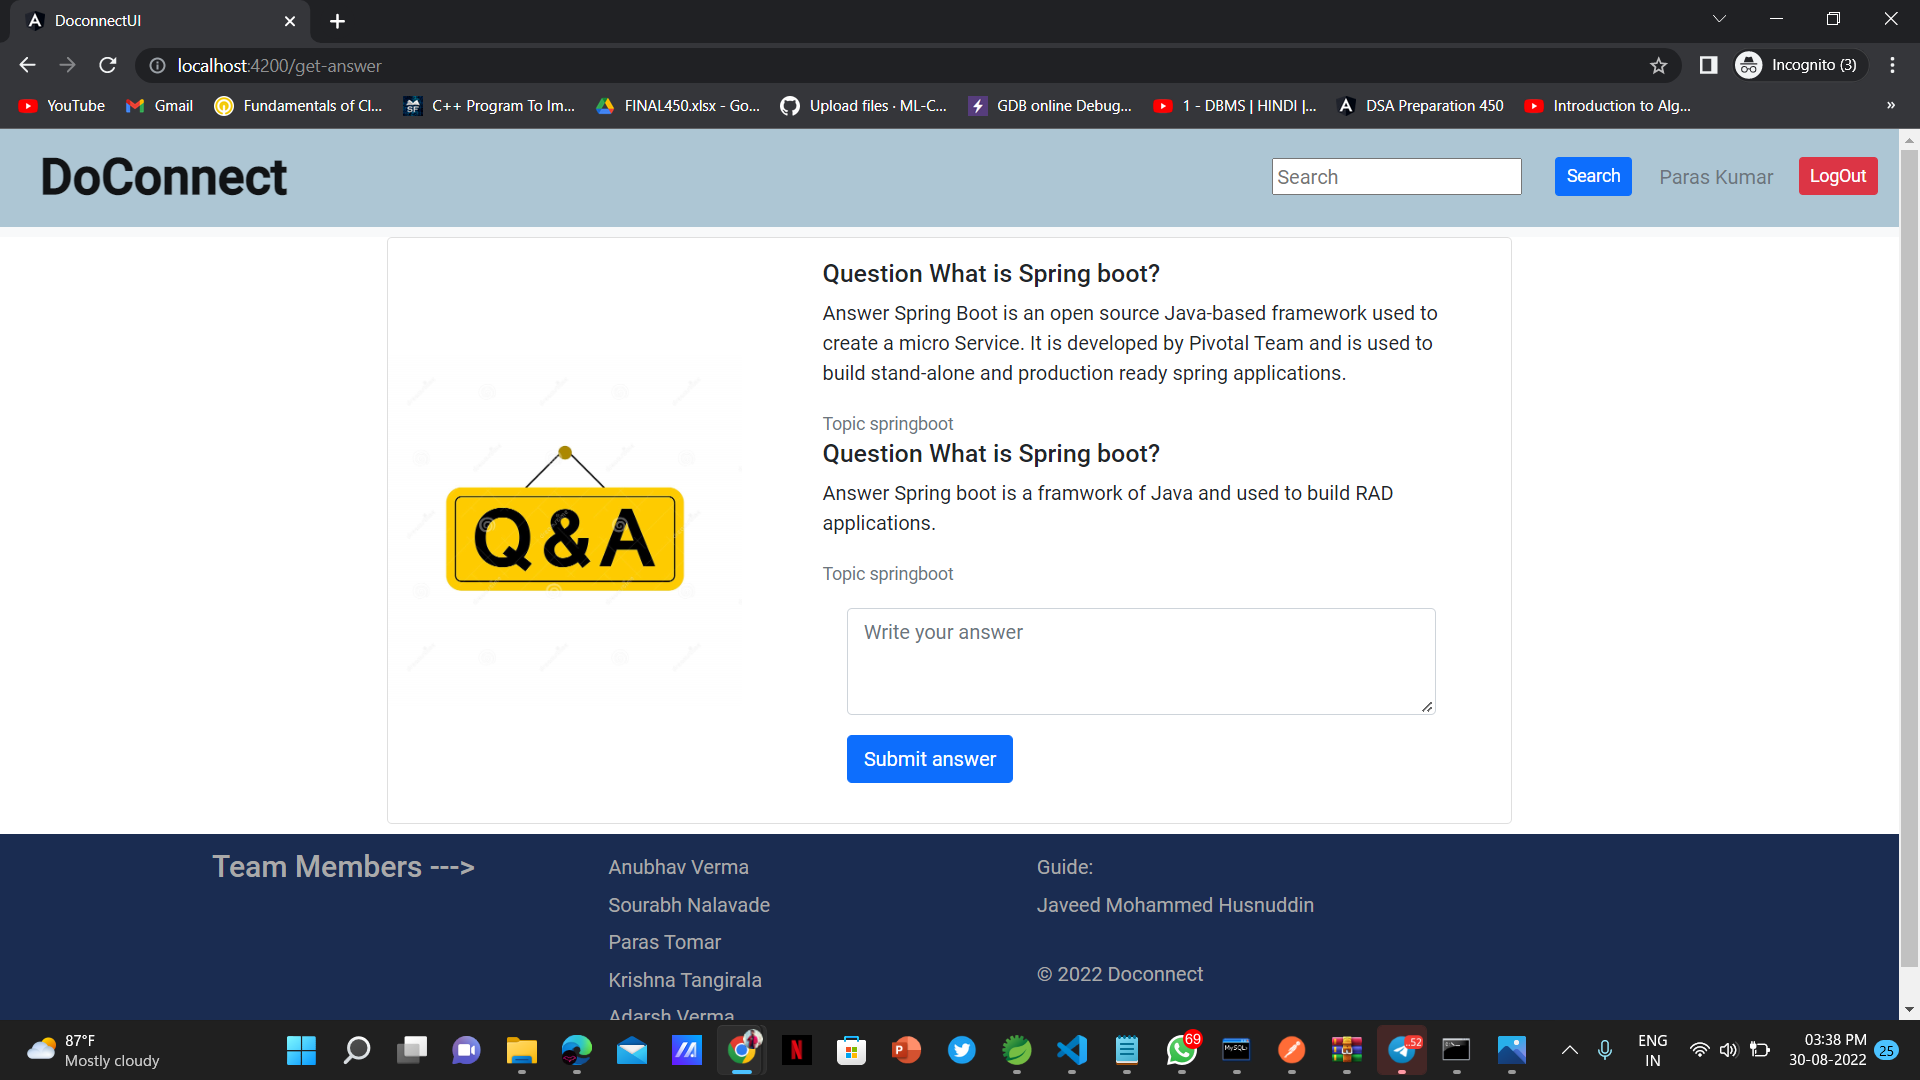 DoconnectUI
localhost:4200/get-answer
Incognito (3)
YouTube
Gmail
Fundamentals of Cl...
C++ Program To Im...
FINAL450.xlsx - Go...
Upload files · ML-C...
GDB online Debug...
1 - DBMS | HINDI |...
DSA Preparation 450
Introduction to Alg...
»
DoConnect
Search
Search
Paras Kumar
LogOut
Question What is Spring boot?
Answer Spring Boot is an open source Java-based framework used to
create a micro Service. It is developed by Pivotal Team and is used to
build stand-alone and production ready spring applications.
Topic springboot
Question What is Spring boot?
Answer Spring boot is a framwork of Java and used to build RAD
applications.
Topic springboot
Q&A
Write your answer
Submit answer
Team Members --->
Anubhav Verma
Sourabh Nalavade
Paras Tomar
Krishna Tangirala
Adarsh Verma
Guide:
Javeed Mohammed Husnuddin
© 2022 Doconnect
87°F
Mostly cloudy
69
..52
ENG
IN
03:38 PM
30-08-2022
25